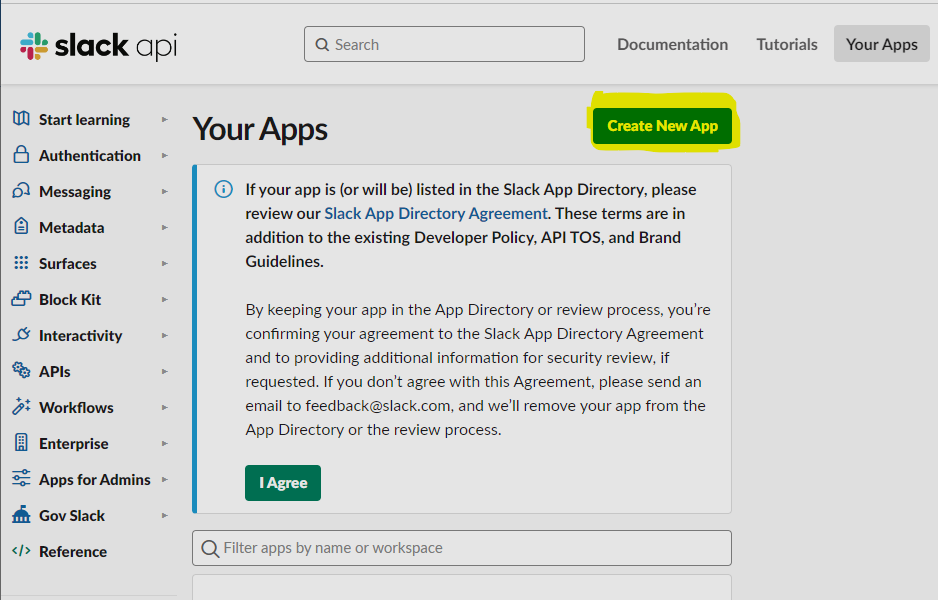 slack api
Search
Documentation
Tutorials
Your Apps
Start learning
Authentication
Messaging
Metadata
Surfaces
Block Kit
Interactivity
APIs
Workflows
Enterprise
Apps for Admins
Gov Slack
Reference
Your Apps
Create New App
If your app is (or will be) listed in the Slack App Directory, please
review our Slack App Directory Agreement. These terms are in
addition to the existing Developer Policy, API TOS, and Brand
Guidelines.
By keeping your app in the App Directory or review process, you’re
confirming your agreement to the Slack App Directory Agreement
and to providing additional information for security review, if
requested. If you don’t agree with this Agreement, please send an
email to feedback@slack.com, and we’ll remove your app from the
App Directory or the review process.
I Agree
Filter apps by name or workspace